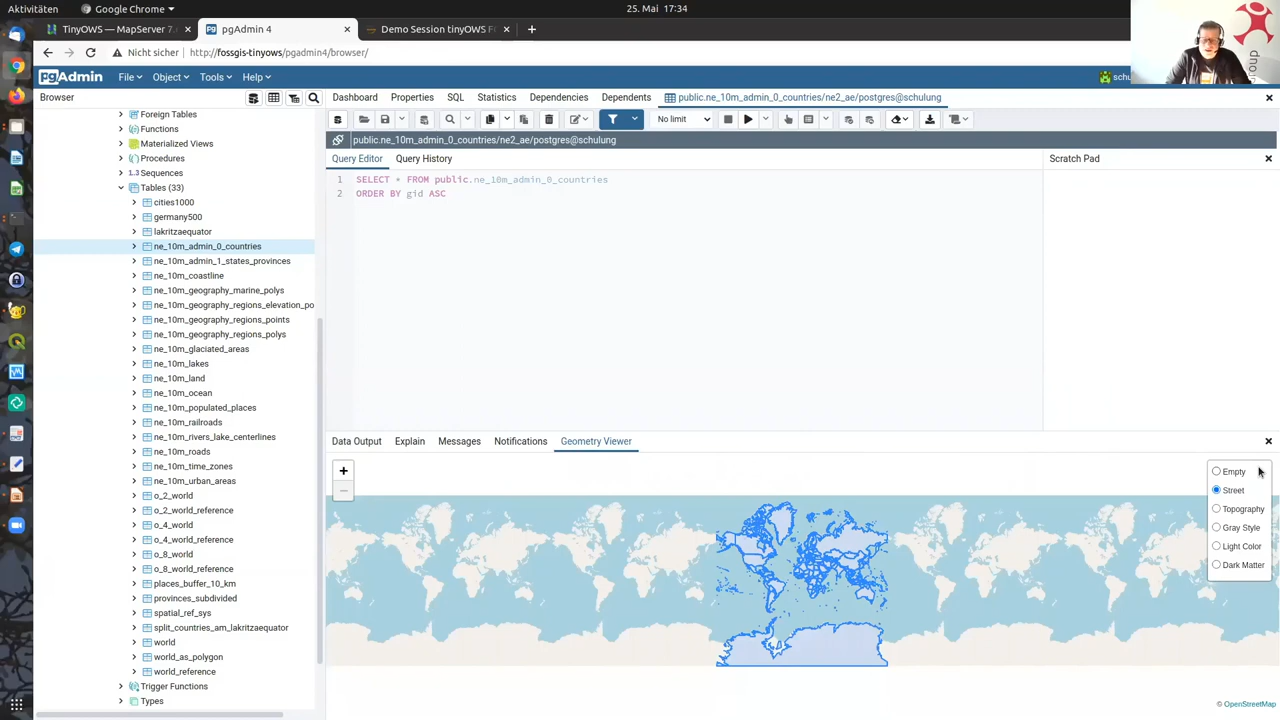 Aktivitäten
Google Chrome
25. Mai 17:34
TinyOWS — MapServer 7.
pgAdmin 4
Demo Session tinyOWS FO
Nicht sicher
http://fossgis-tinyows/pgadmin4/browser/
pgAdmin
File
Object
Tools
Help
schu
roup
Browser
Dashboard
Properties
SQL
Statistics
Dependencies
Dependents
public.ne_10m_admin_0_countries/ne2_ae/postgres@schulung
No limit
public.ne_10m_admin_0_countries/ne2_ae/postgres@schulung
Query Editor
Query History
Scratch Pad
1 SELECT * FROM public.ne_10m_admin_0_countries
2 ORDER BY gid ASC
Foreign Tables
Functions
Materialized Views
Procedures
1..3 Sequences
Tables (33)
cities1000
germany500
lakritzaequator
ne_10m_admin_0_countries
ne_10m_admin_1_states_provinces
ne_10m_coastline
ne_10m_geography_marine_polys
ne_10m_geography_regions_elevation_po
ne_10m_geography_regions_points
ne_10m_geography_regions_polys
ne_10m_glaciated_areas
ne_10m_lakes
ne_10m_land
ne_10m_ocean
ne_10m_populated_places
ne_10m_railroads
ne_10m_rivers_lake_centerlines
ne_10m_roads
ne_10m_time_zones
ne_10m_urban_areas
o_2_world
o_2_world_reference
o_4_world
o_4_world_reference
o_8_world
o_8_world_reference
places_buffer_10_km
provinces_subdivided
spatial_ref_sys
split_countries_am_lakritzaequator
world
world_as_polygon
world_reference
Trigger Functions
Types
Data Output
Explain
Messages
Notifications
Geometry Viewer
+
−
Empty
Street
Topography
Gray Style
Light Color
Dark Matter
© OpenStreetMap